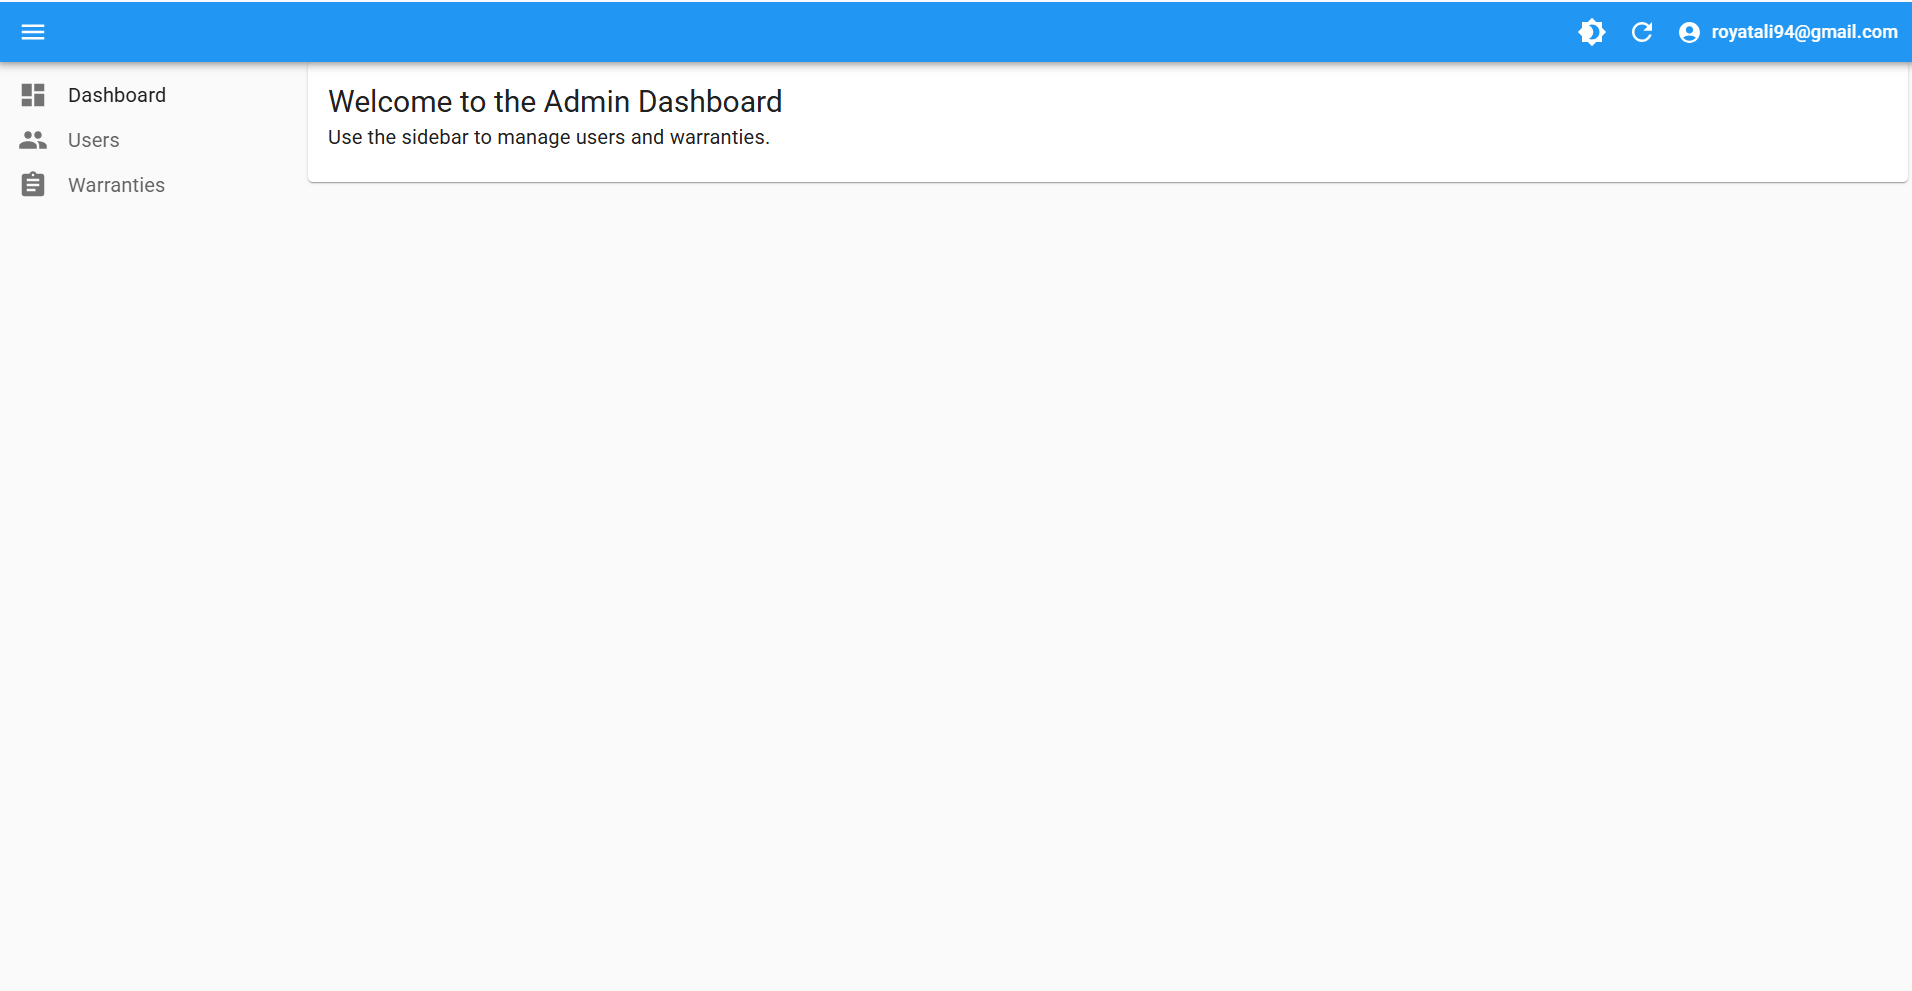 royatali94@gmail.com
Dashboard
Users
Warranties
Welcome to the Admin Dashboard
Use the sidebar to manage users and warranties.